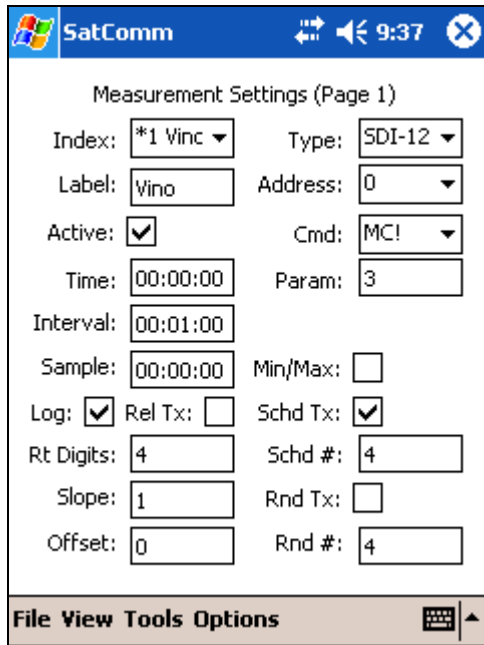 SatComm 9:37
Measurement Settings (Page 1)
Index: *1 Vinc Type: SDI-12
Label: Vino Address: 0
Active: Cmd: MC!
Time: 00:00:00 Param: 3
Interval: 00:01:00
Sample: 00:00:00 Min/Max:
Log: Rel Tx: Schd Tx:
Rt Digits: 4 Schd #: 4
Slope: 1 Rnd Tx:
Offset: 0 Rnd #: 4
File View Tools Options